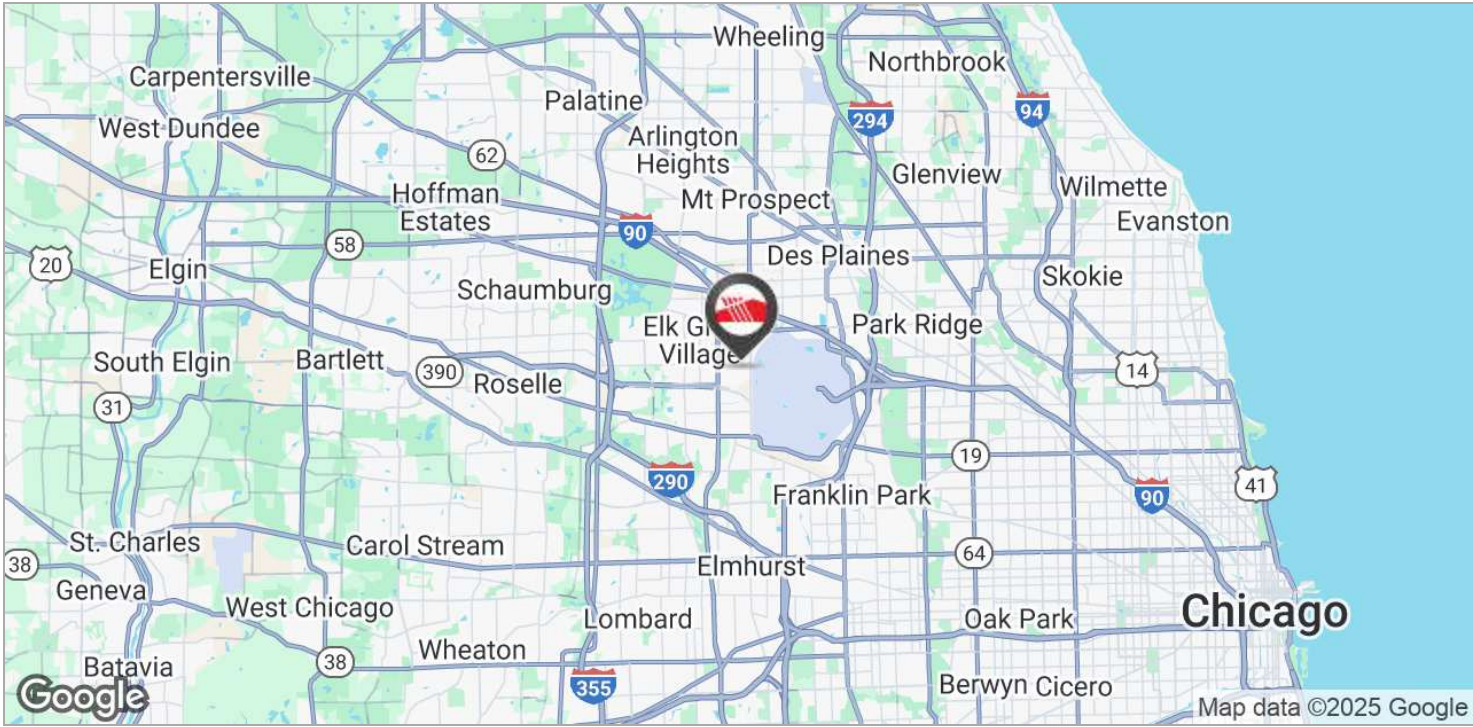 Wheeling
Northbrook
Carpentersville
Palatine
294
94
West Dundee
Arlington
Heights
62
Glenview
Wilmette
Hoffman
Estates
Mt Prospect
Evanston
90
58
20
Elgin
Des Plaines
Skokie
Schaumburg
Elk G
Village
Park Ridge
South Elgin
Bartlett
390
Roselle
14
31
19
290
Franklin Park
90
41
St. Charles
Carol Stream
64
38
Elmhurst
Geneva
West Chicago
Lombard
Oak Park
Chicago
Wheaton
38
Batavia
355
Berwyn
Cicero
Google
Map data ©2025 Google